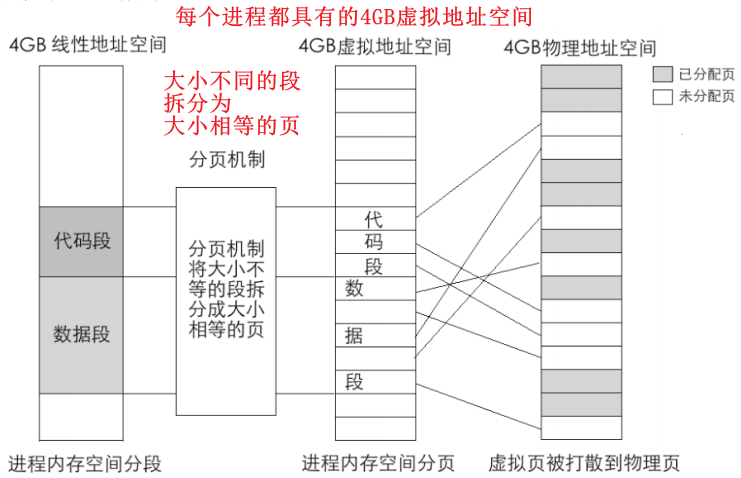 每个进程都具有的4GB虚拟地址空间
4GB 线性地址空间
4GB虚拟地址空间
4GB物理地址空间
大小不同的段
拆分为
大小相等的页
已分配页
未分配页
分页机制
代码段
数据段
分页机制
将大小不
等的段拆
分成大小
相等的页
代
码
段
数
据
段
进程内存空间分段
进程内存空间分页
虚拟页被打散到物理页